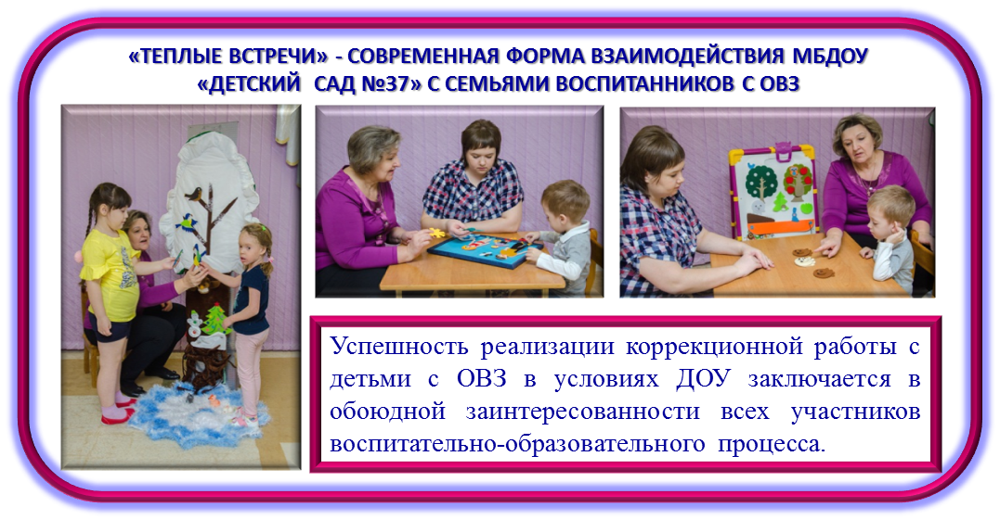 «ТЕПЛЫЕ ВСТРЕЧИ» - СОВРЕМЕННАЯ ФОРМА ВЗАИМОДЕЙСТВИЯ МБДОУ
«ДЕТСКИЙ САД №37» С СЕМЬЯМИ ВОСПИТАННИКОВ С ОВЗ
Успешность реализации коррекционной работы с
детьми с ОВЗ в условиях ДОУ заключается в
обоюдной заинтересованности всех участников
воспитательно-образовательного процесса.